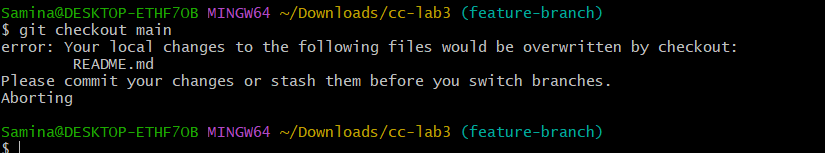 Samina@DESKTOP-ETHF7OB MINGW64 ~/Downloads/cc-lab3 (feature-branch)
$ git checkout main
error: Your local changes to the following files would be overwritten by checkout:
        README.md
Please commit your changes or stash them before you switch branches.
Aborting

Samina@DESKTOP-ETHF7OB MINGW64 ~/Downloads/cc-lab3 (feature-branch)
$